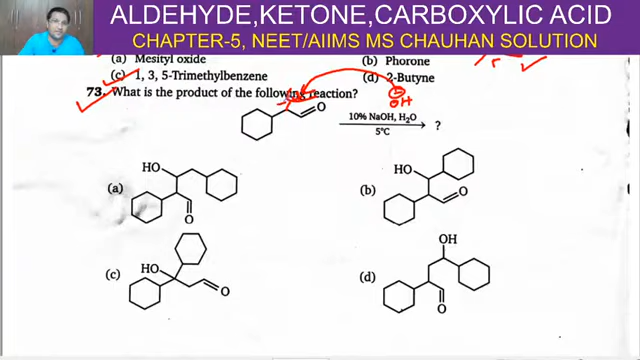 ALDEHYDE,KETONE,CARBOXYLIC ACID
CHAPTER-5, NEET/AIIMS MS CHAUHAN SOLUTION
(a) Mesityl oxide (b) Phorone
(c) 1, 3, 5-Trimethylbenzene (d) 2-Butyne
73. What is the product of the following reaction?
OH
O
10% NaOH, H₂O
5°C
?
(a) HO O
(b) HO O
(c) HO O
(d) OH O